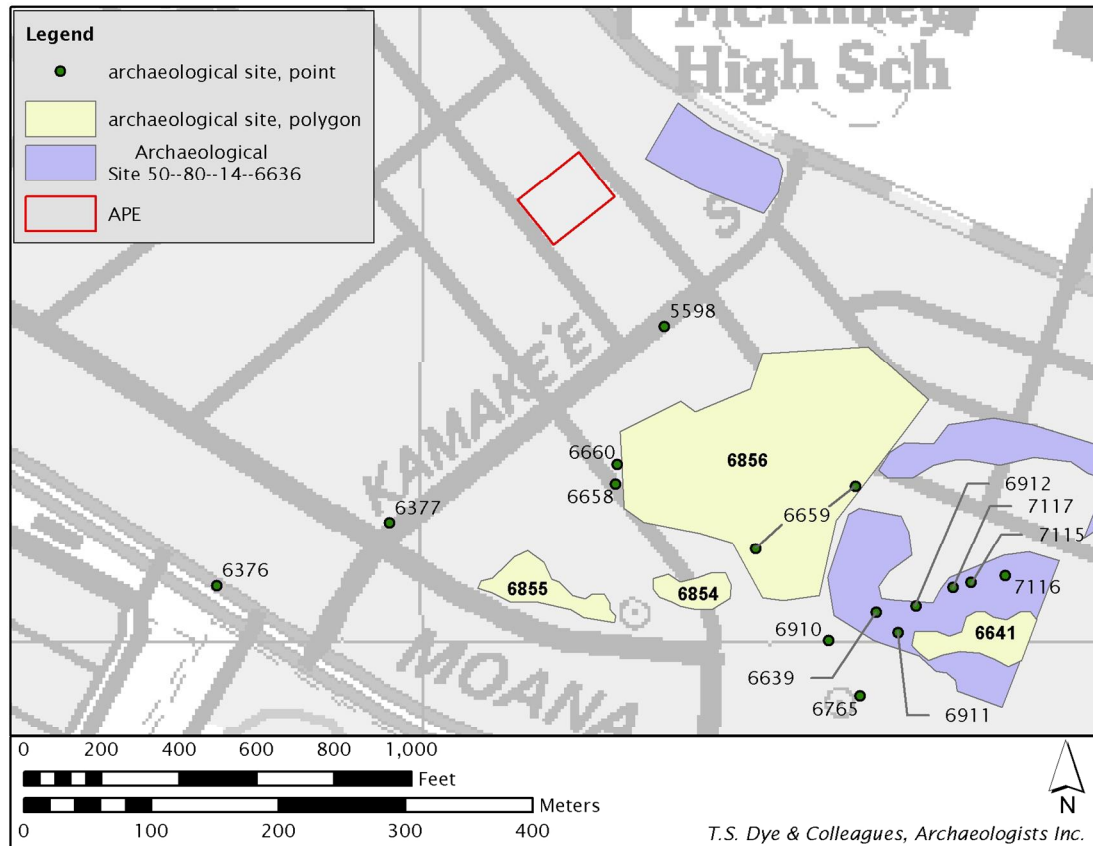 McKinley
High Sch
Legend
archaeological site, point
archaeological site, polygon
Archaeological
Site 50--80--14--6636
APE
S
5598
KAMAKE'E
6660
6856
6658
6912
6659
7117
7115
6377
6376
6855
6854
7116
6910
6641
MOANA
6639
6765
6911
0 200 400 600 800 1,000
Feet
Meters
0 100 200 300 400
N
T.S. Dye & Colleagues, Archaeologists Inc.